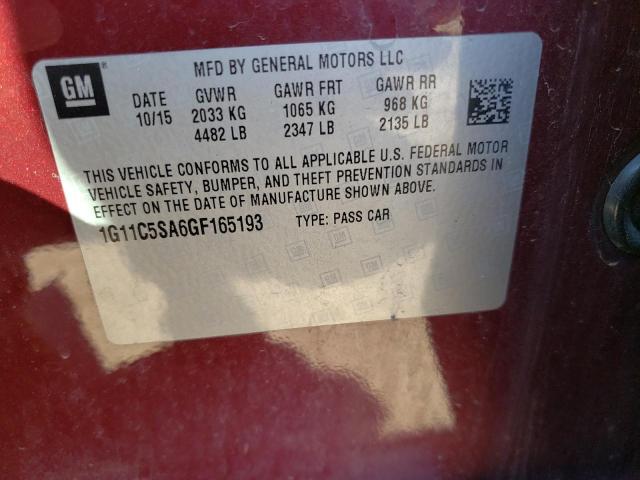 GM
MFD BY GENERAL MOTORS LLC
DATE GVWR GAWR FRT GAWR RR
10/15 2033 KG 1065 KG 968 KG
4482 LB 2347 LB 2135 LB
THIS VEHICLE CONFORMS TO ALL APPLICABLE U.S. FEDERAL MOTOR
VEHICLE SAFETY, BUMPER, AND THEFT PREVENTION STANDARDS IN
EFFECT ON THE DATE OF MANUFACTURE SHOWN ABOVE.
1G11C5SA6GF165193 TYPE: PASS CAR